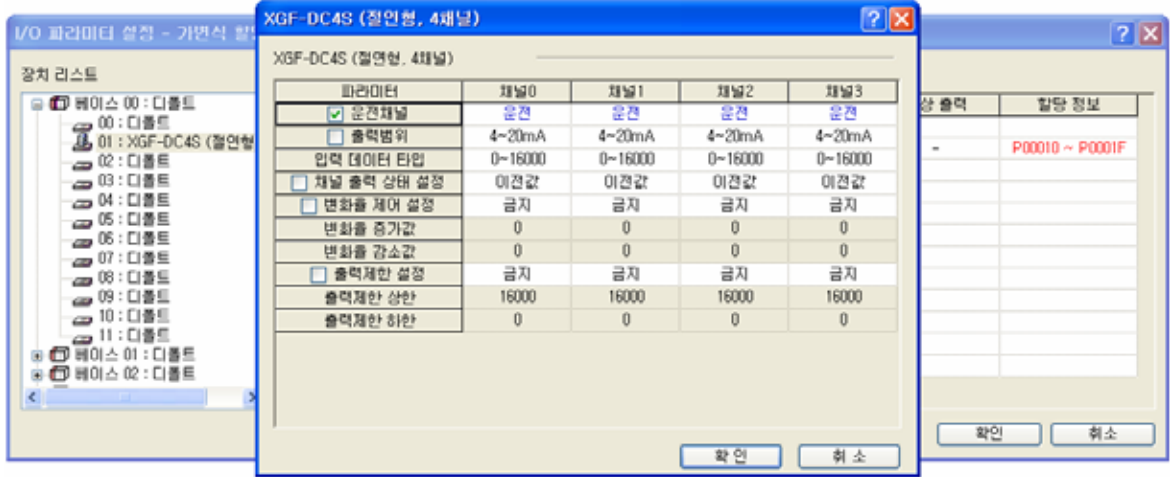 I/O 파라미터 설정 - 가변식 할
XGF-DC4S (절연형, 4채널)
장치 리스트
베이스 00 : 디폴트
00 : 디폴트
01 : XGF-DC4S (절연형
02 : 디폴트
03 : 디폴트
04 : 디폴트
05 : 디폴트
06 : 디폴트
07 : 디폴트
08 : 디폴트
09 : 디폴트
10 : 디폴트
11 : 디폴트
베이스 01 : 디폴트
베이스 02 : 디폴트
XGF-DC4S (절연형, 4채널)
파라미터 채널0 채널1 채널2 채널3
운전채널 운전 운전 운전 운전
출력범위 4~20mA 4~20mA 4~20mA 4~20mA
입력 데이터 타입 0~16000 0~16000 0~16000 0~16000
채널 출력 상태 설정 이전값 이전값 이전값 이전값
변화율 제어 설정 금지 금지 금지 금지
변화율 증가값 0 0 0 0
변화율 감소값 0 0 0 0
출력제한 설정 금지 금지 금지 금지
출력제한 상한 16000 16000 16000 16000
출력제한 하한 0 0 0 0
확 인 취 소
상 출력 할당 정보
- P00010 ~ P0001F
확인 취소